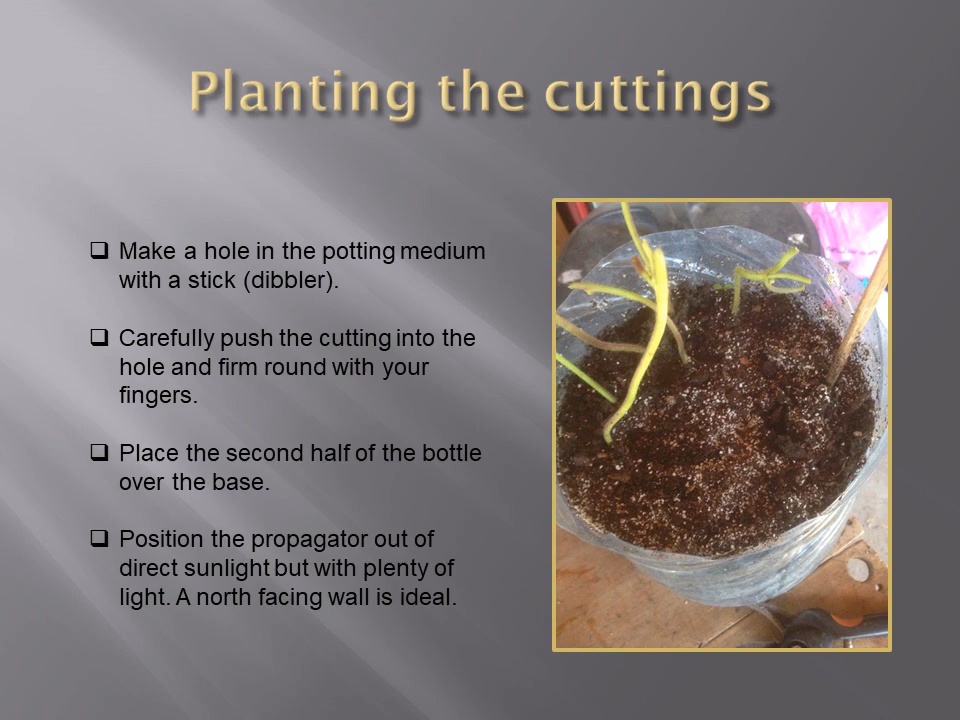 Planting the cuttings
❑ Make a hole in the potting medium
with a stick (dibbler).
❑ Carefully push the cutting into the
hole and firm round with your
fingers.
❑ Place the second half of the bottle
over the base.
❑ Position the propagator out of
direct sunlight but with plenty of
light. A north facing wall is ideal.